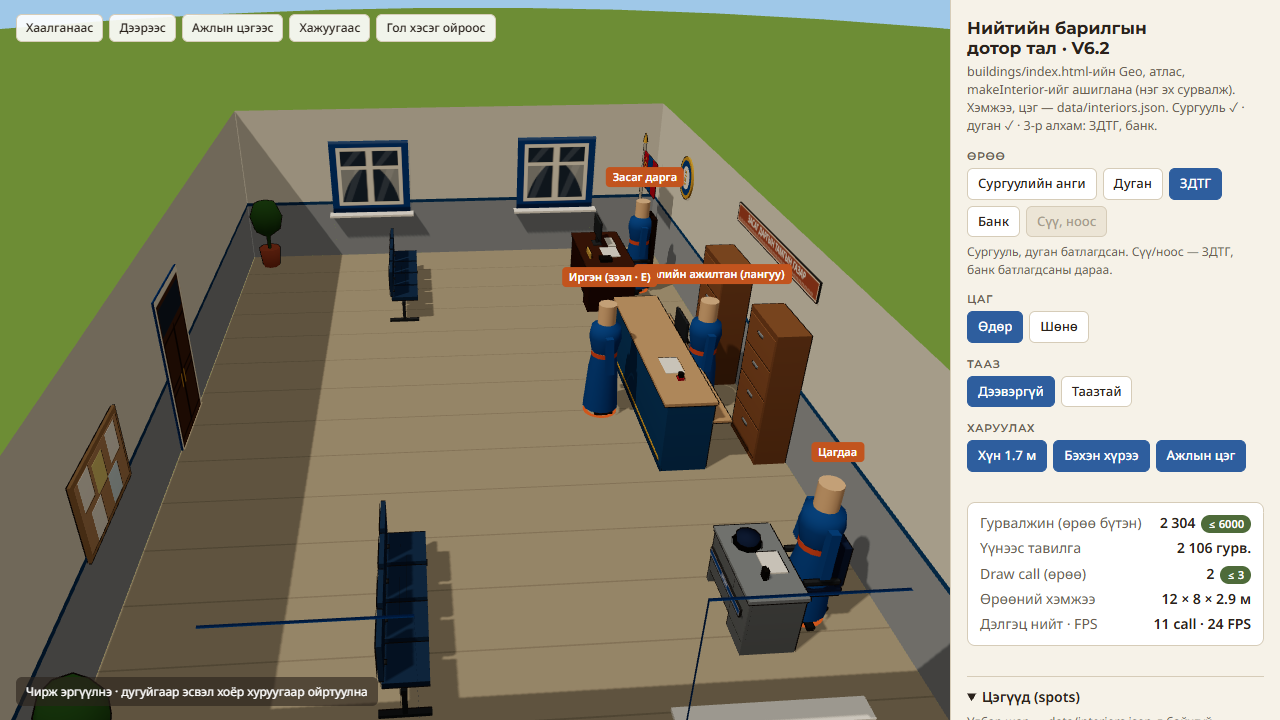 Хаалганаас
Дээрээс
Ажлын цэгээс
Хажуугаас
Гол хэсэг ойроос
Засаг дарга
Иргэн (зээл · E)
лийн ажилтан (лангуу)
Цагдаа
Чирж эргүүлнэ · дугуйгаар эсвэл хоёр хуруугаар ойртуулна
Нийтийн барилгын
дотор тал · V6.2
buildings/index.html-ийн Geo, атлас,
makeInterior-ийг ашиглана (нэг эх сурвалж).
Хэмжээ, цэг — data/interiors.json. Сургууль ✓ ·
дуган ✓ · 3-р алхам: ЗДТГ, банк.
ӨРӨӨ
Сургуулийн анги
Дуган
ЗДТГ
Банк
Сүү, ноос
Сургууль, дуган батлагдсан. Сүү/ноос — ЗДТГ,
банк батлагдсаны дараа.
ЦАГ
Өдөр
Шөнө
ТААЗ
Дээвэргүй
Таазтай
ХАРУУЛАХ
Хүн 1.7 м
Бэхэн хүрээ
Ажлын цэг
Гурвалжин (өрөө бүтэн) 2 304 ≤ 6000
Үүнээс тавилга 2 106 гурв.
Draw call (өрөө) 2 ≤ 3
Өрөөний хэмжээ 12 × 8 × 2.9 м
Дэлгэц нийт · FPS 11 call · 24 FPS
▼ Цэгүүд (spots)